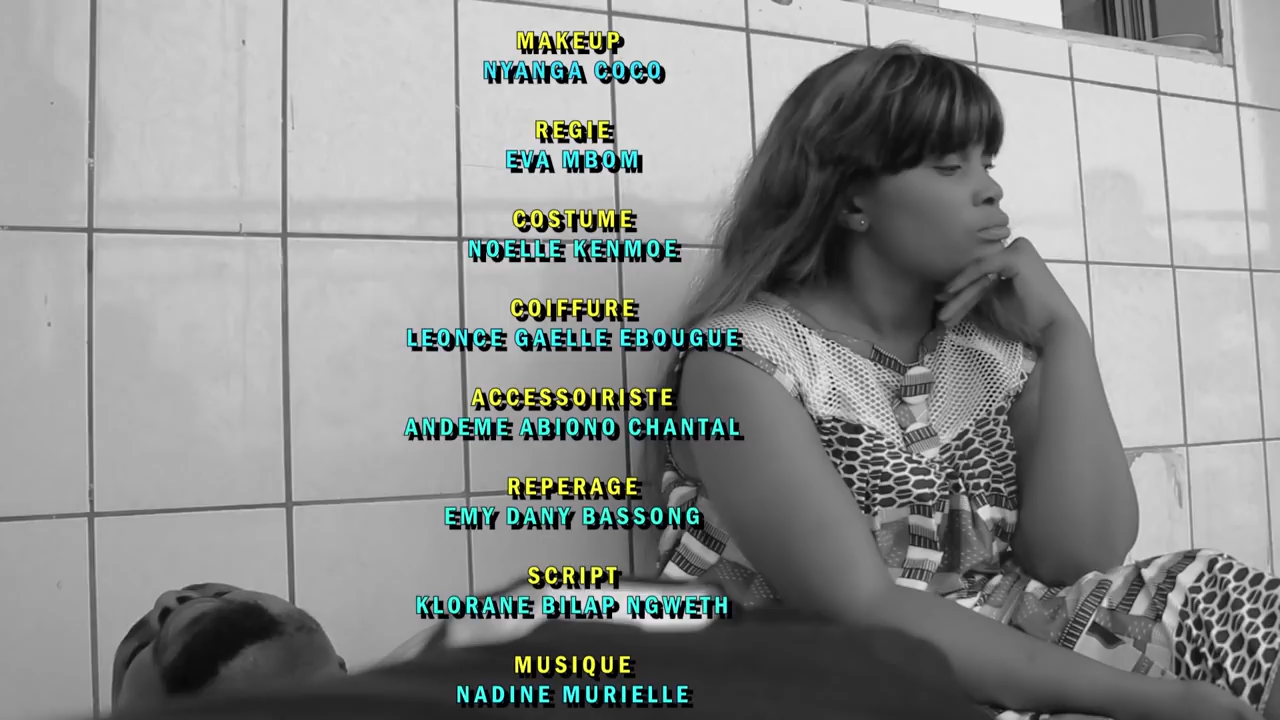 MAKEUP
NYANGA COCO
REGIE
EVA MBOM
COSTUME
NOELLE KENMOE
COIFFURE
LEONCE GAELLE EBOUGUE
ACCESSOIRISTE
ANDEME ABIONO CHANTAL
REPERAGE
EMY DANY BASSONG
SCRIPT
KLORANE BILAP NGWETH
MUSIQUE
NADINE MURIELLE